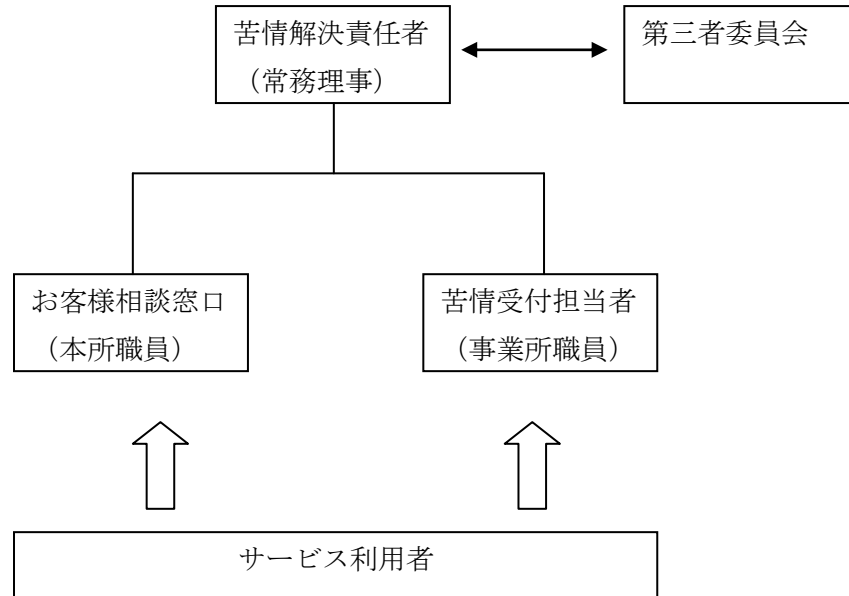 苦情解決責任者
（常務理事）
第三者委員会
お客様相談窓口
（本所職員）
苦情受付担当者
（事業所職員）
サービス利用者